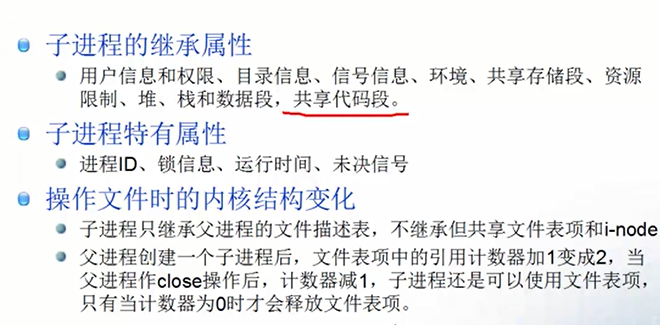 子进程的继承属性
用户信息和权限、目录信息、信号信息、环境、共享存储段、资源
限制、堆、栈和数据段，共享代码段。
子进程特有属性
进程ID、锁信息、运行时间、未决信号
操作文件时的内核结构变化
子进程只继承父进程的文件描述表，不继承但共享文件表项和i-node
父进程创建一个子进程后，文件表项中的引用计数器加1变成2，当
父进程作close操作后，计数器减1，子进程还是可以使用文件表项，
只有当计数器为0时才会释放文件表项。